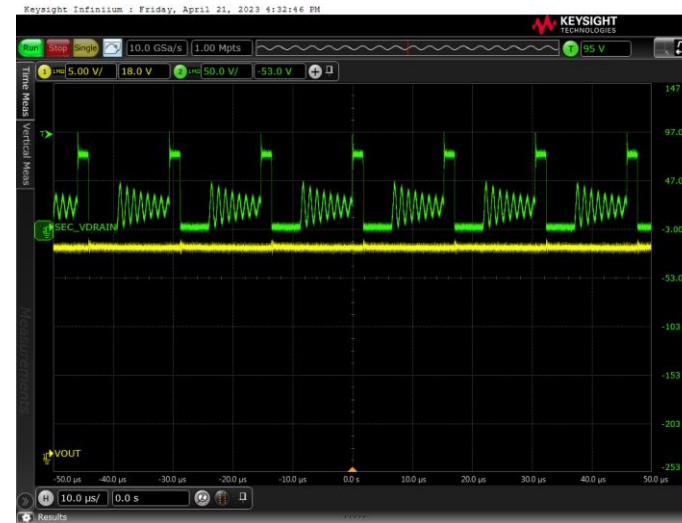 Keysight Infiniium : Friday, April 21, 2023 4:32:46 PM
KEYSIGHT
TECHNOLOGIES
Run Stop Single 10.0 GSa/s 1.00 Mpts T 95 V
1 1MΩ 5.00 V/ 18.0 V 2 1MΩ 50.0 V/ -53.0 V
Time Meas
Vertical Meas
Measurements
147
T
97.0
47.0
SEC_VDRAIN
-3.00
-53.0
-103
-153
-203
VOUT
-253
-50.0 µs -40.0 µs -30.0 µs -20.0 µs -10.0 µs 0.0 s 10.0 µs 20.0 µs 30.0 µs 40.0 µs 50.0 µs
H 10.0 µs/ 0.0 s
Results